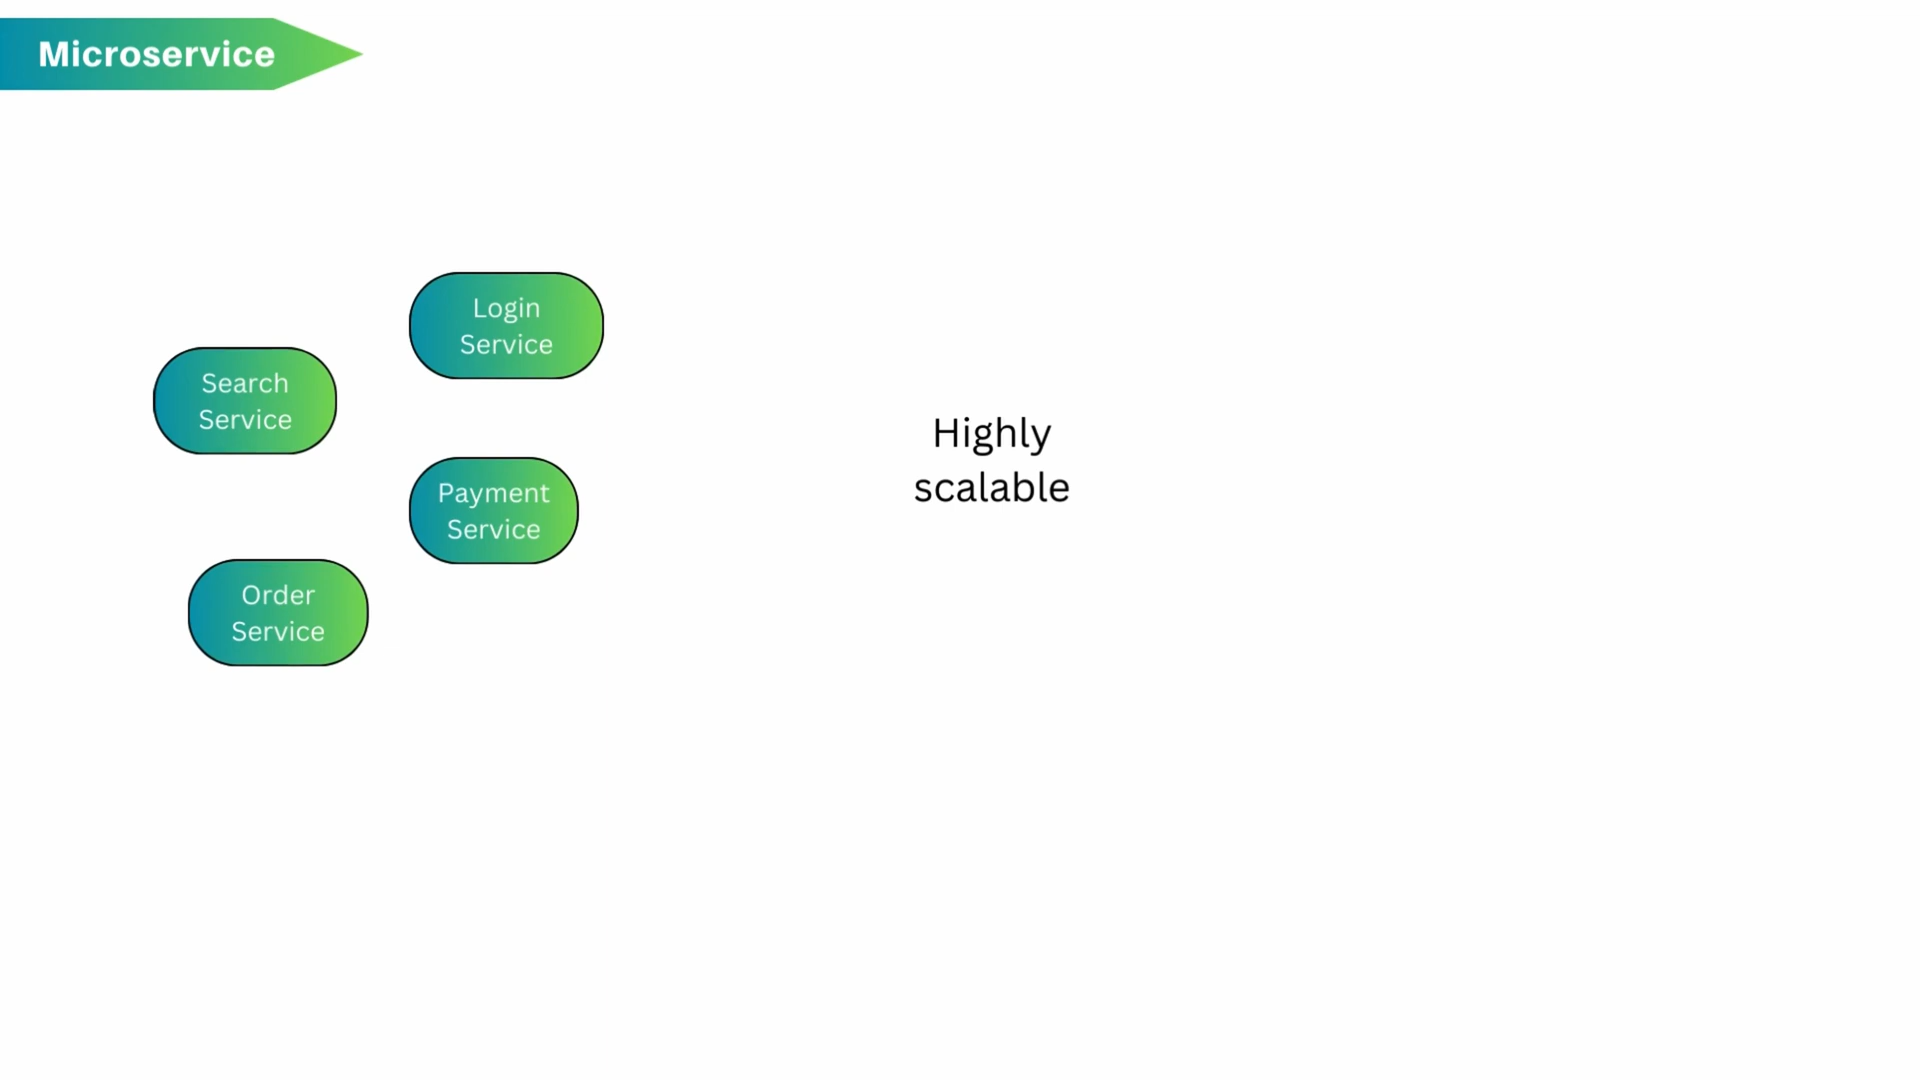 Microservice
Login
Service
Search
Service
Payment
Service
Order
Service
Highly
scalable